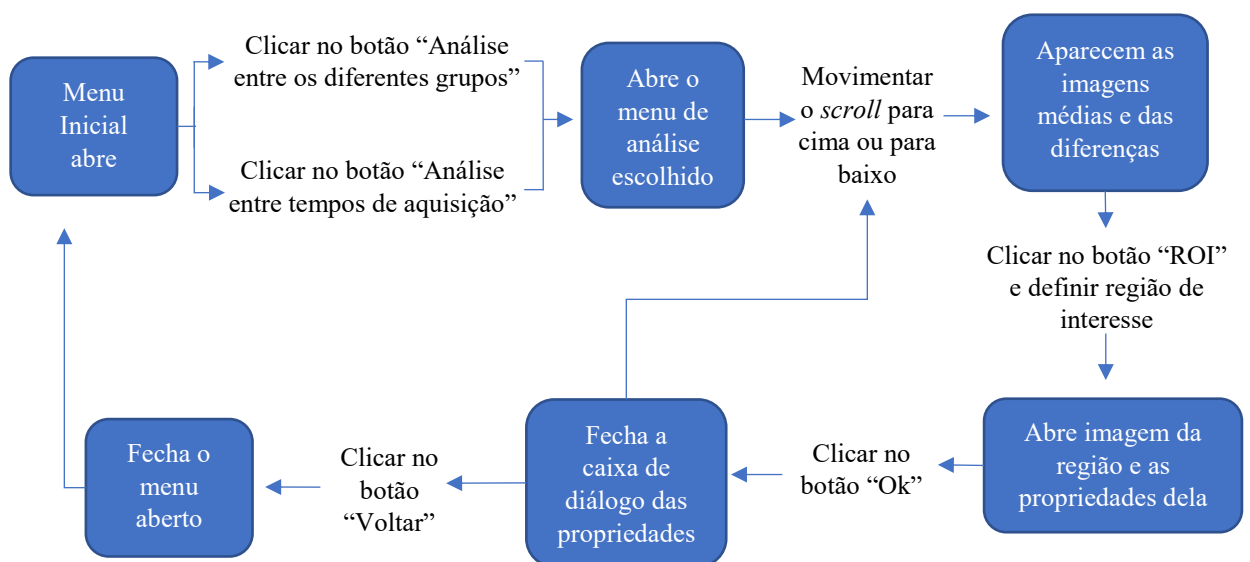 Menu
Inicial
abre
Clicar no botão “Análise
entre os diferentes grupos”
Clicar no botão “Análise
entre tempos de aquisição”
Abre o
menu de
análise
escolhido
Movimentar
o scroll para
cima ou para
baixo
Aparecem as
imagens
médias e das
diferenças
Clicar no botão “ROI”
e definir região de
interesse
Abre imagem da
região e as
propriedades dela
Clicar no
botão “Ok”
Fecha a
caixa de
diálogo das
propriedades
Clicar no
botão
“Voltar”
Fecha o
menu
aberto